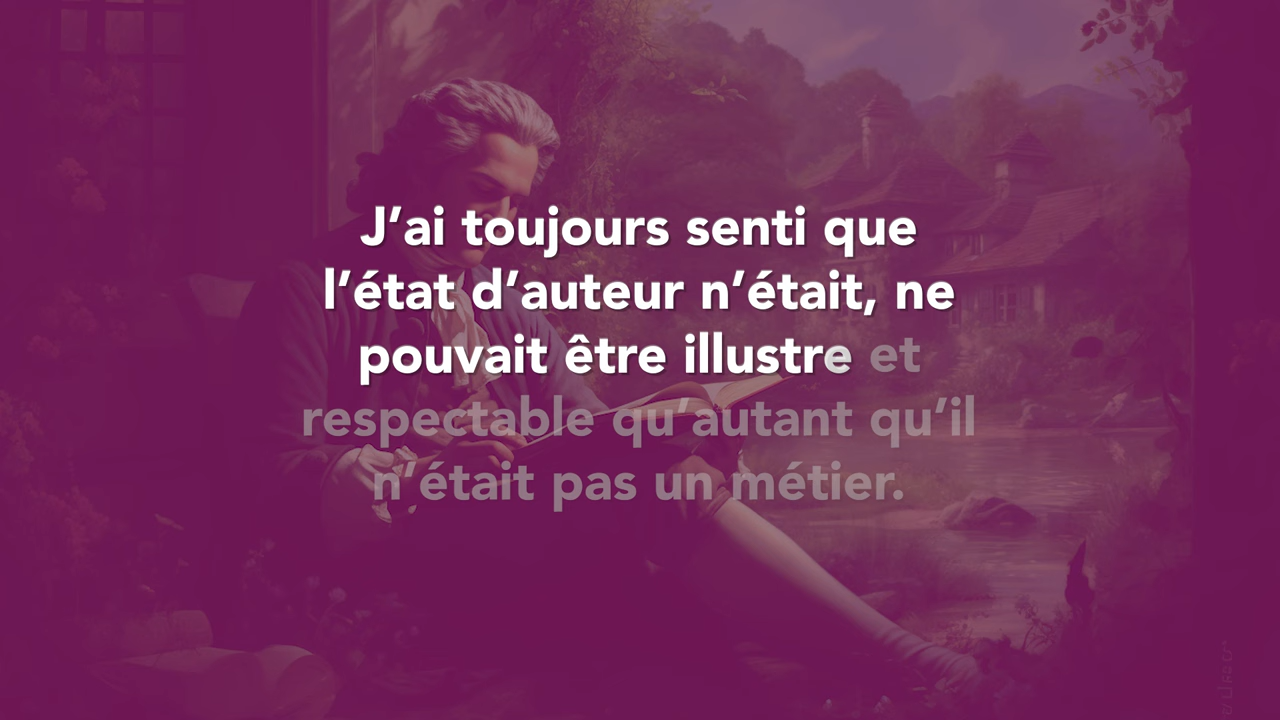 J’ai toujours senti que
l’état d’auteur n’était, ne
pouvait être illustre et
respectable qu’autant qu’il
n’était pas un métier.